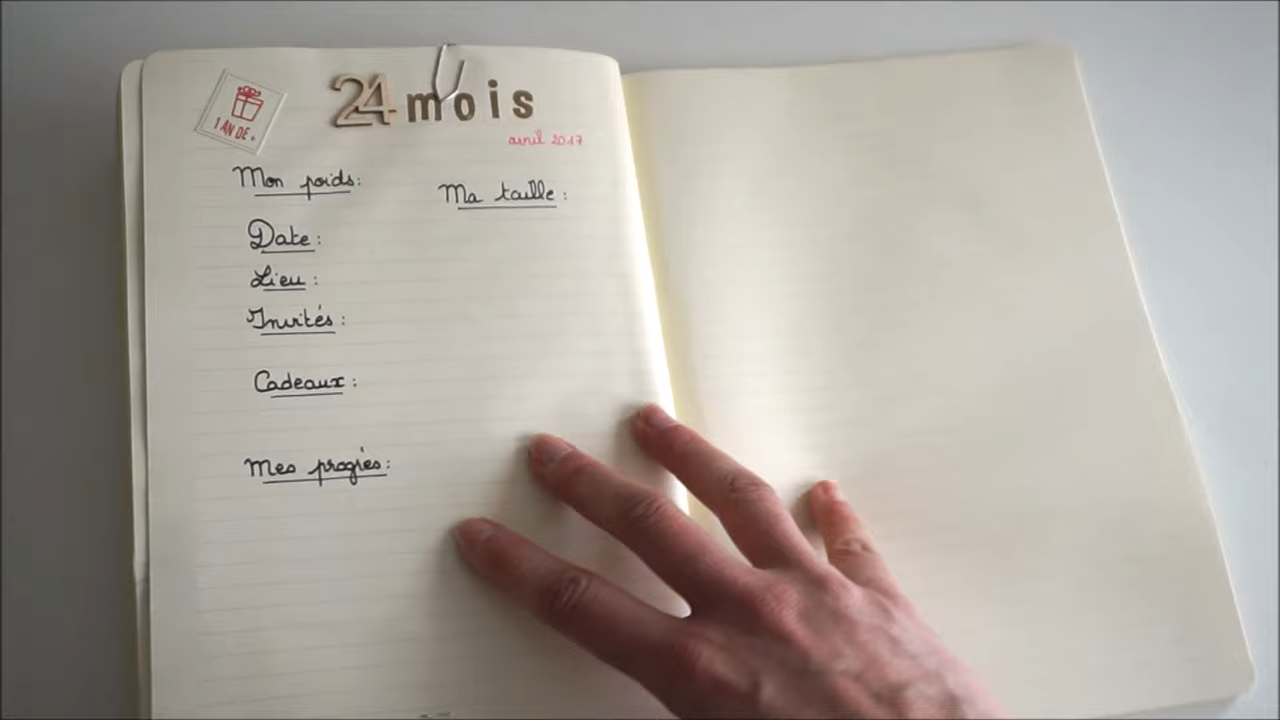 1 AN DE +
24 mois
avril 2017
Mon poids:
Ma taille :
Date :
Lieu :
Invités :
Cadeaux :
Mes progrès: